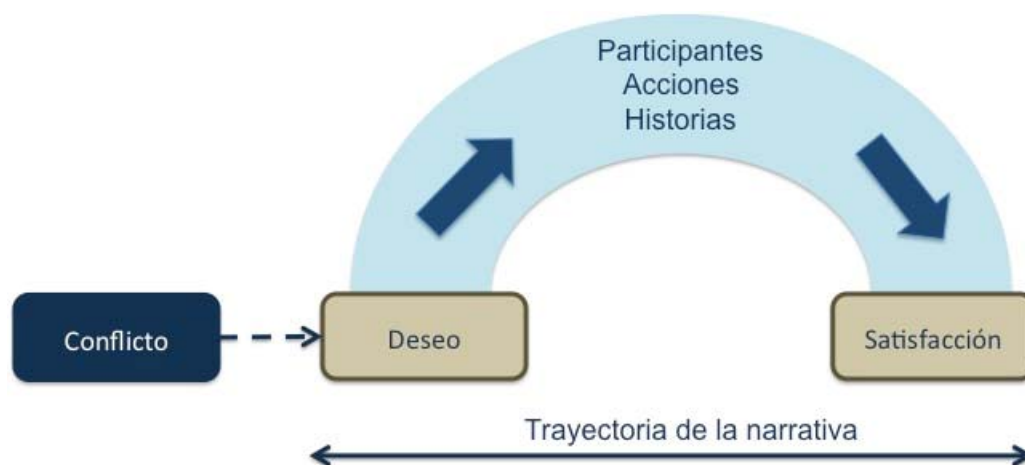 Participantes
Acciones
Historias
Conflicto
Deseo
Satisfacción
Trayectoria de la narrativa